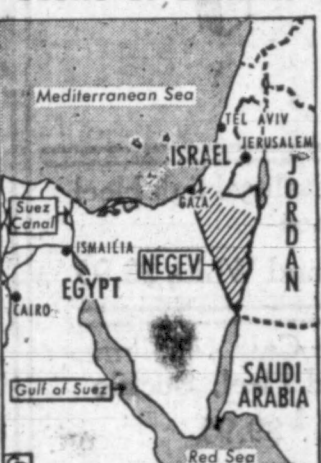 Mediterranean Sea
TEL AVIV
JERUSALEM
ISRAEL
JORDAN
GAZA
Suez
Canal
ISMAILIA
NEGEV
EGYPT
CAIRO
SAUDI
ARABIA
Gulf of Suez
Red Sea